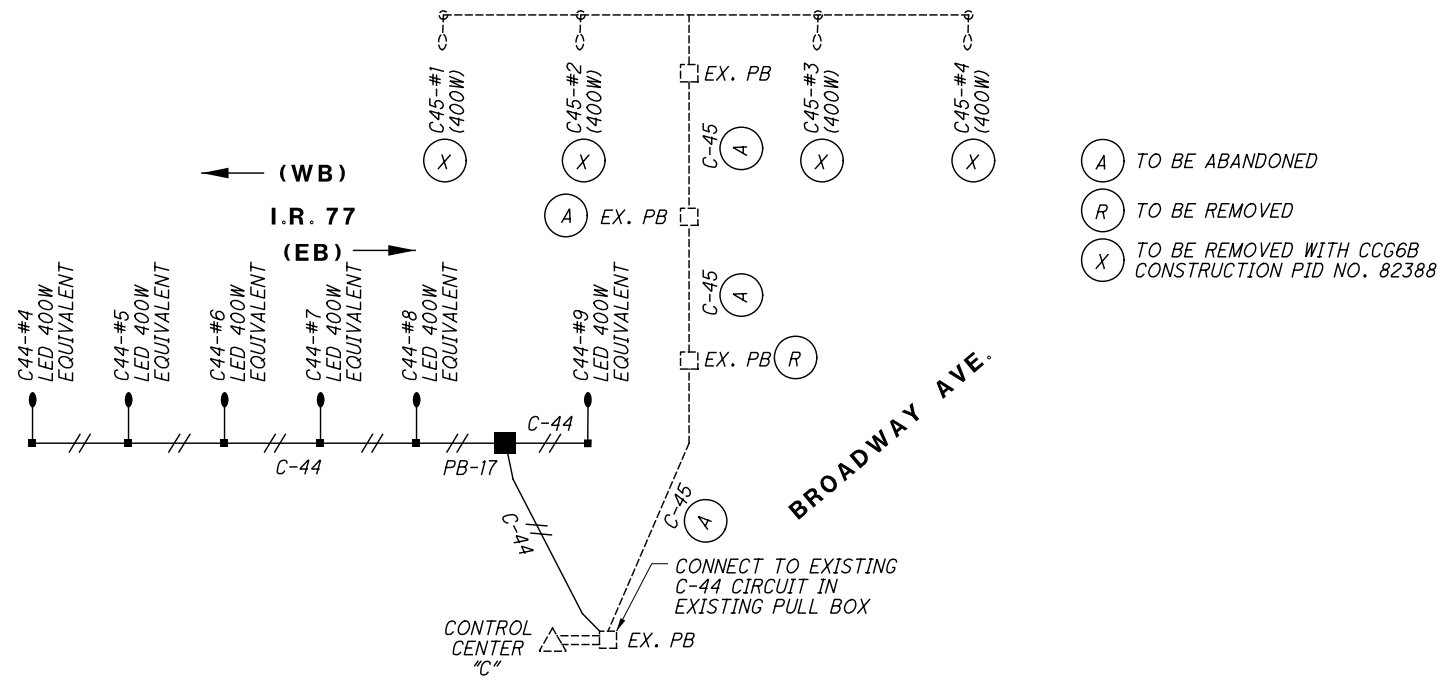 C45-#1
(400W)
C45-#2
(400W)
C45-#3
(400W)
C45-#4
(400W)
X
X
X
X
EX. PB
C-45
A
A
EX. PB
C-45
A
EX. PB
R
A TO BE ABANDONED
R TO BE REMOVED
X TO BE REMOVED WITH CCG6B
CONSTRUCTION PID NO. 82388
(WB)
I.R. 77
(EB)
C44-#4
LED 400W
EQUIVALENT
C44-#5
LED 400W
EQUIVALENT
C44-#6
LED 400W
EQUIVALENT
C44-#7
LED 400W
EQUIVALENT
C44-#8
LED 400W
EQUIVALENT
C44-#9
LED 400W
EQUIVALENT
C-44
C-44
PB-17
C-44
C-45
A
BROADWAY AVE.
CONNECT TO EXISTING
C-44 CIRCUIT IN
EXISTING PULL BOX
CONTROL
CENTER
"C"
EX. PB